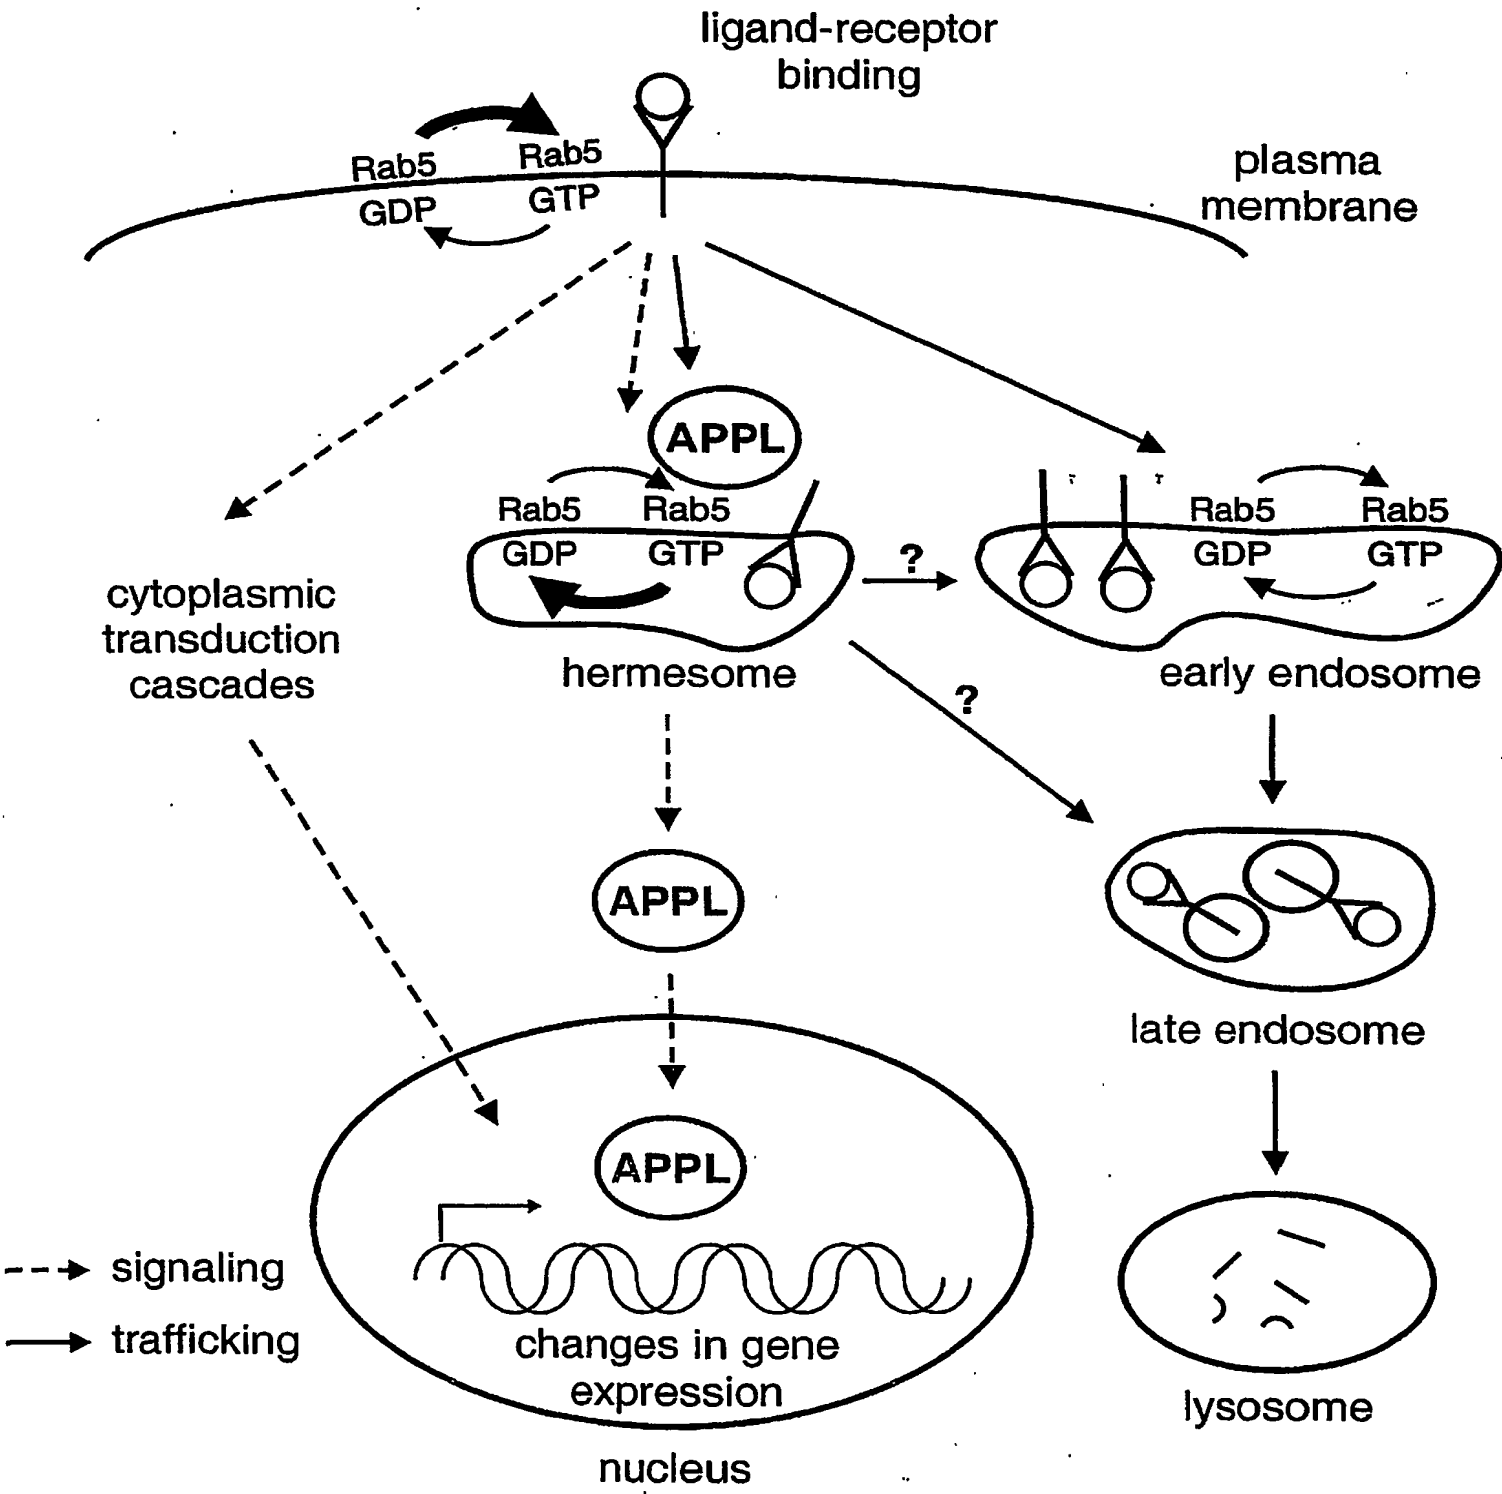 ligand-receptor
binding
Rab5
Rab5
GDP
GTP
plasma
membrane
APPL
Rab5
Rab5
GDP
GTP
?
Rab5
Rab5
GDP
GTP
cytoplasmic
transduction
cascades
hermesome
early endosome
?
APPL
late endosome
APPL
signaling
trafficking
changes in gene
expression
nucleus
lysosome